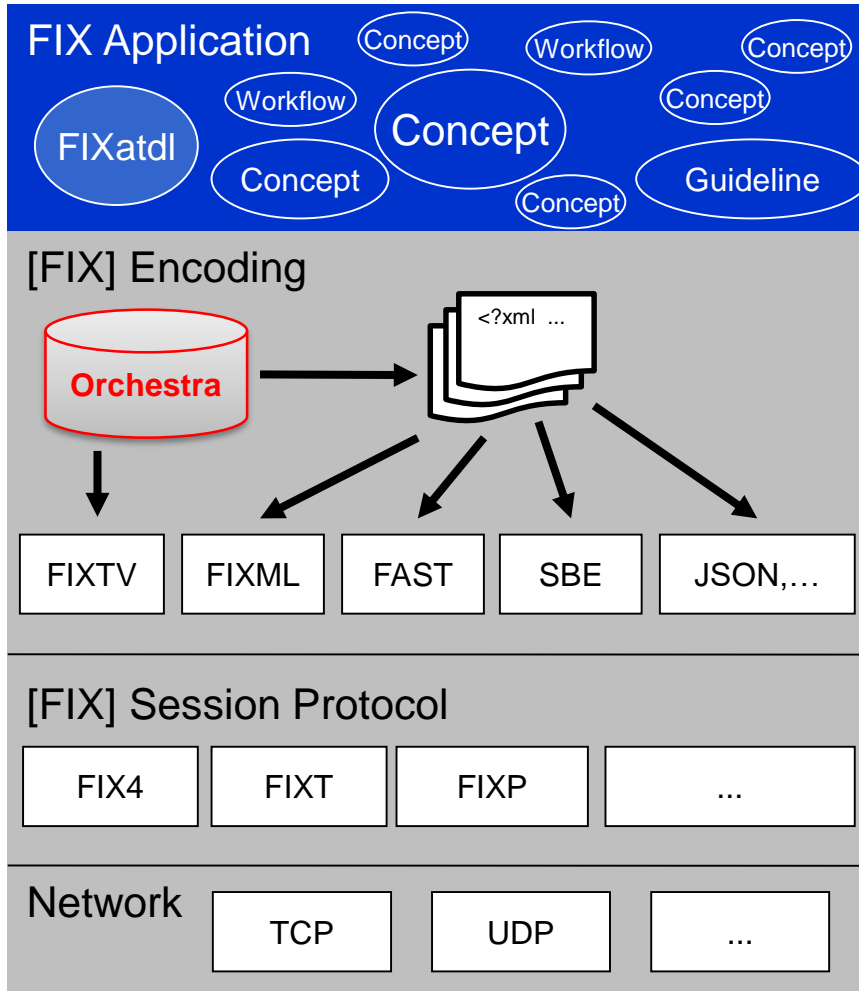 FIX Application
Concept
Workflow
Concept
Workflow
Concept
FIXatdl
Concept
Concept
Guideline
Concept
[FIX] Encoding
<?xml ...
Orchestra
FIXTV
FIXML
FAST
SBE
JSON,…
[FIX] Session Protocol
FIX4
FIXT
FIXP
...
Network
TCP
UDP
...